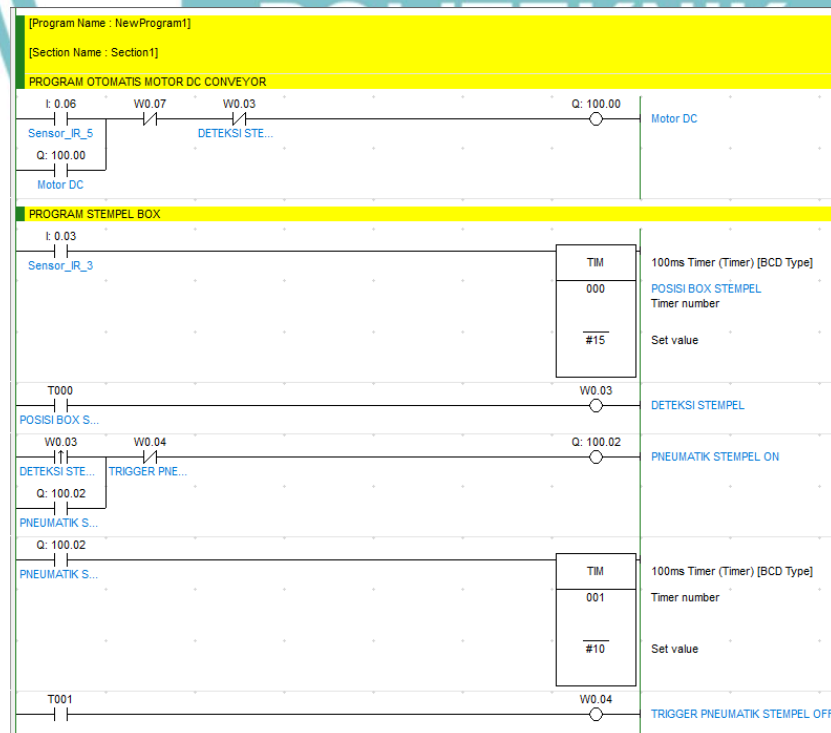 [Program Name : NewProgram1]
[Section Name : Section1]
PROGRAM OTOMATIS MOTOR DC CONVEYOR
I: 0.06 W0.07 W0.03 Q: 100.00
Sensor_IR_5 DETEKSI STE... Motor DC
Q: 100.00
Motor DC
PROGRAM STEMPEL BOX
I: 0.03
Sensor_IR_3
TIM 100ms Timer (Timer) [BCD Type]
000 POSISI BOX STEMPEL
Timer number
#15 Set value
T000 W0.03
POSISI BOX S... DETEKSI STEMPEL
W0.03 W0.04 Q: 100.02
DETEKSI STE... TRIGGER PNE... PNEUMATIK STEMPEL ON
Q: 100.02
PNEUMATIK S...
Q: 100.02
PNEUMATIK S...
TIM 100ms Timer (Timer) [BCD Type]
001 Timer number
#10 Set value
T001 W0.04
TRIGGER PNEUMATIK STEMPEL OFF